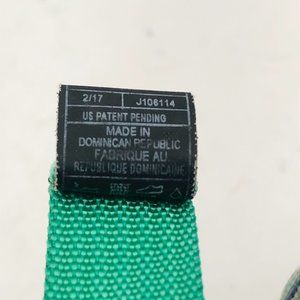 2/17 J106114
US PATENT PENDING
MADE IN
DOMINICAN REPUBLIC
FABRIQUE AU
REPUBLIQUE DOMINICAINE